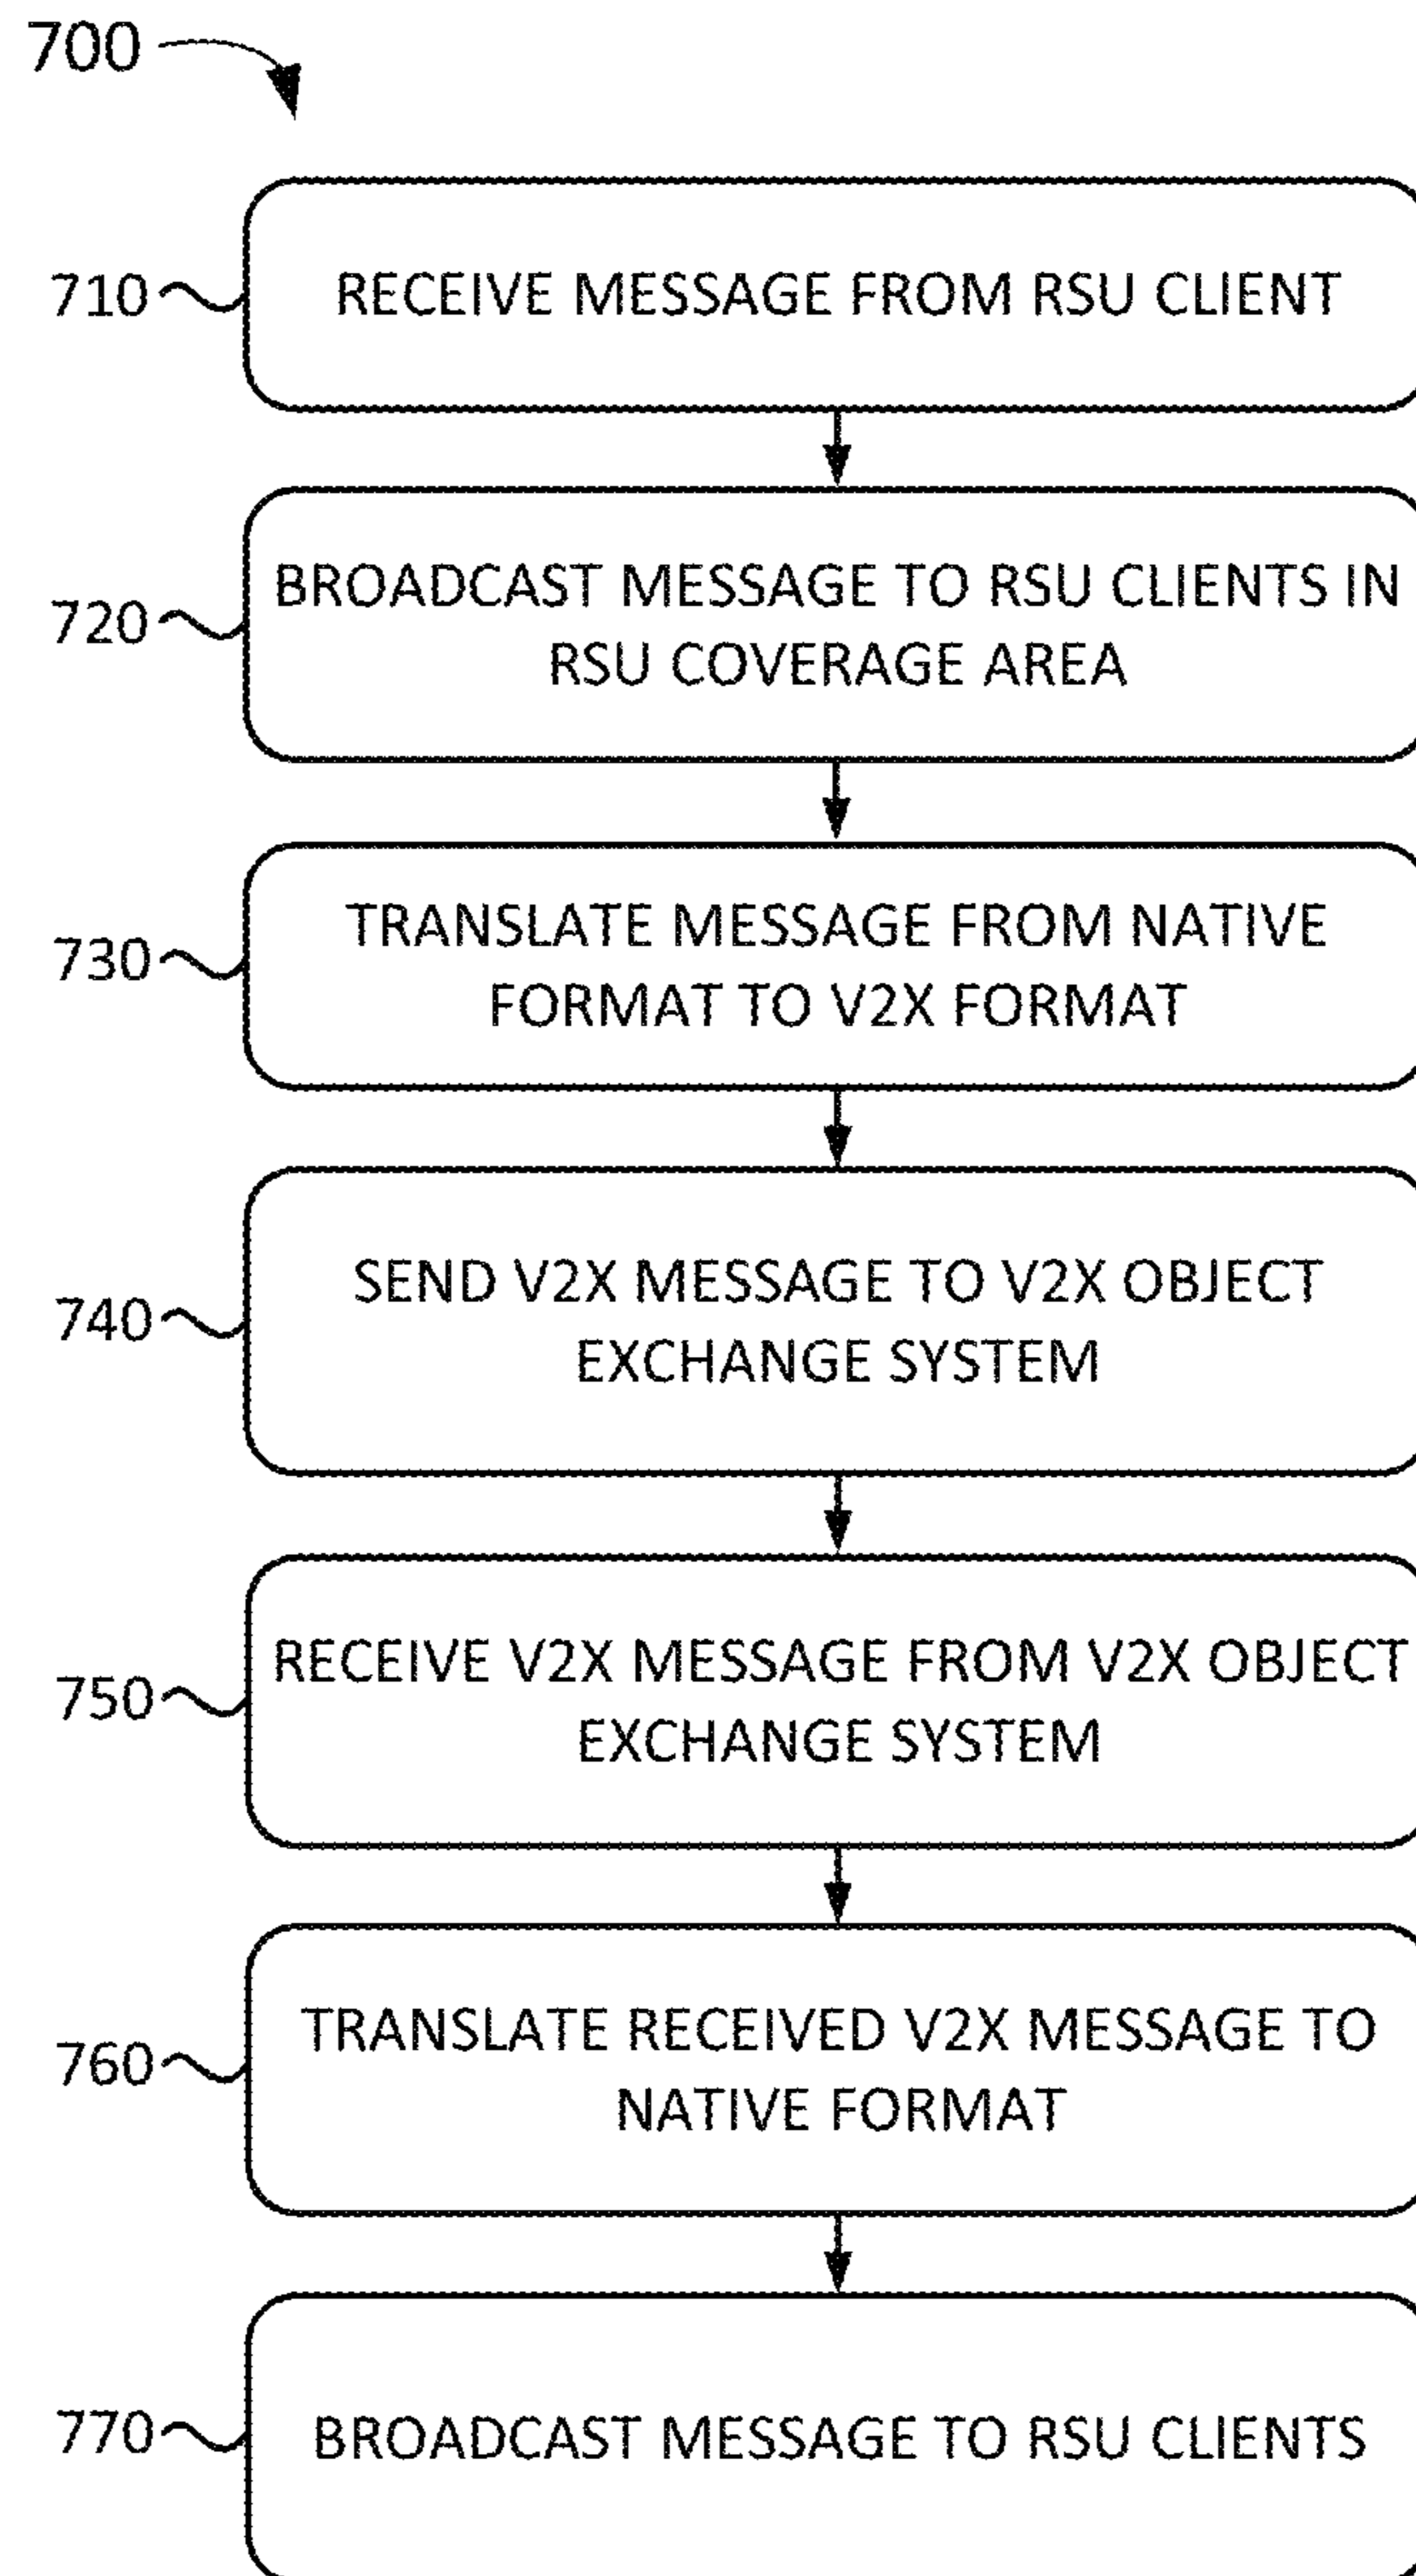 700
710
RECEIVE MESSAGE FROM RSU CLIENT
720
BROADCAST MESSAGE TO RSU CLIENTS IN
RSU COVERAGE AREA
730
TRANSLATE MESSAGE FROM NATIVE
FORMAT TO V2X FORMAT
740
SEND V2X MESSAGE TO V2X OBJECT
EXCHANGE SYSTEM
750
RECEIVE V2X MESSAGE FROM V2X OBJECT
EXCHANGE SYSTEM
760
TRANSLATE RECEIVED V2X MESSAGE TO
NATIVE FORMAT
770
BROADCAST MESSAGE TO RSU CLIENTS